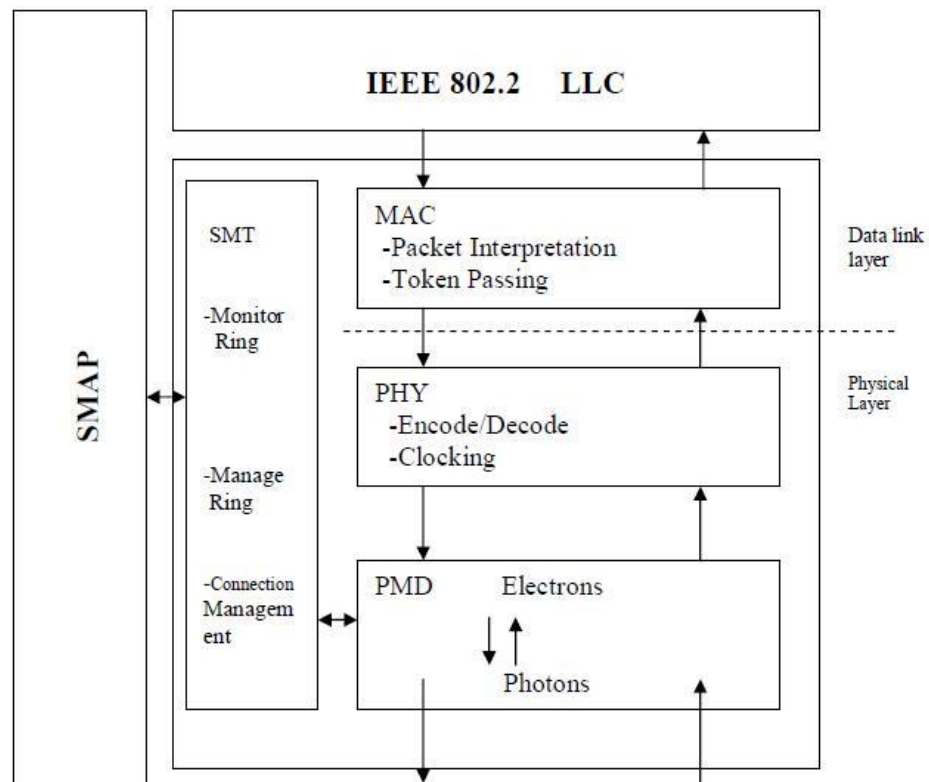 IEEE 802.2 LLC
SMAP
SMT
-Monitor
Ring
-Manage
Ring
-Connection
Managem
ent
MAC
-Packet Interpretation
-Token Passing
Data link
layer
PHY
-Encode/Decode
-Clocking
Physical
Layer
PMD Electrons
Photons